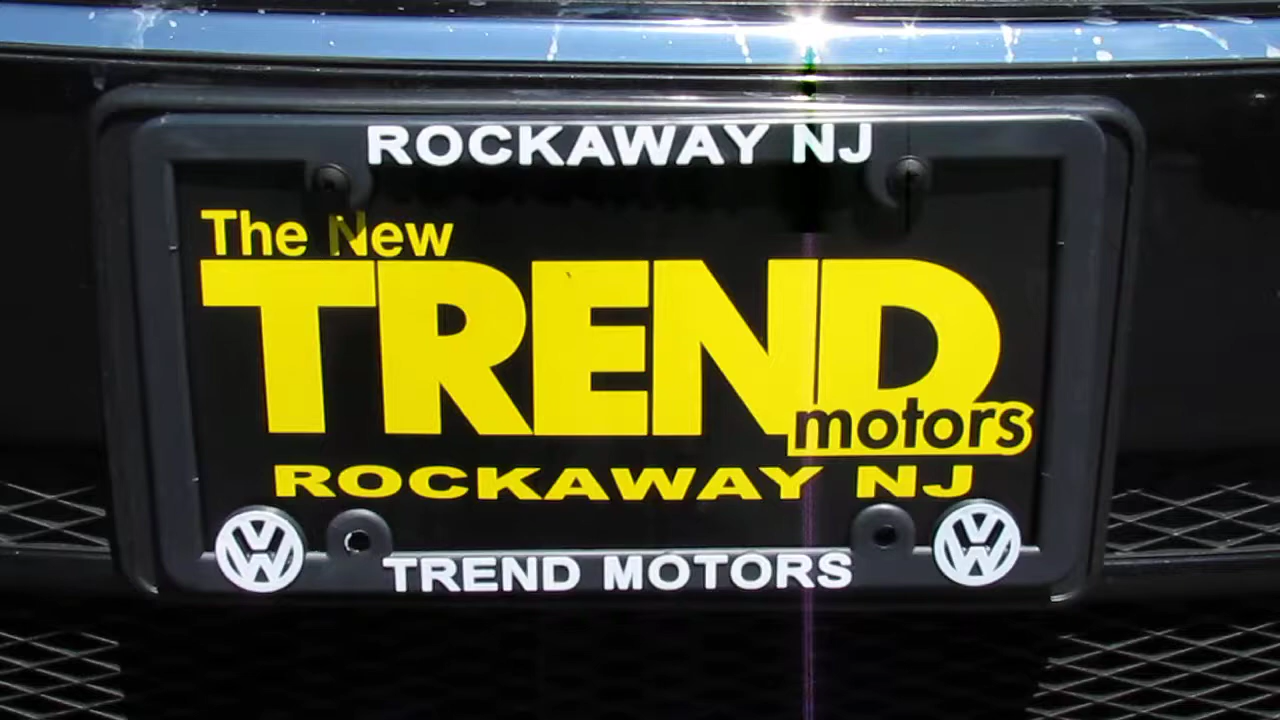 ROCKAWAY NJ
The New
TREND
motors
ROCKAWAY NJ
TREND MOTORS